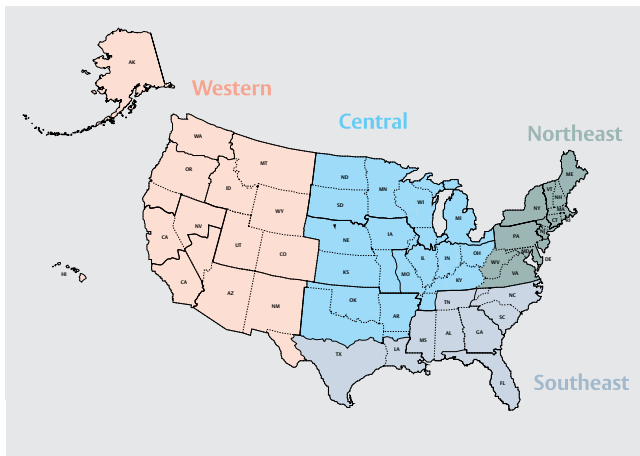 AK
Western
Central
Northeast
WA
MT
ND
MN
ME
OR
ID
SD
WI
MI
VT
NH
NY
MA
CT
WY
NV
IA
PA
NJ
CA
UT
NE
IL
IN
OH
MD
DE
CO
KS
MO
WV
VA
KY
HI
CA
AZ
NM
OK
AR
TN
NC
SC
TX
LA
MS
AL
GA
FL
Southeast